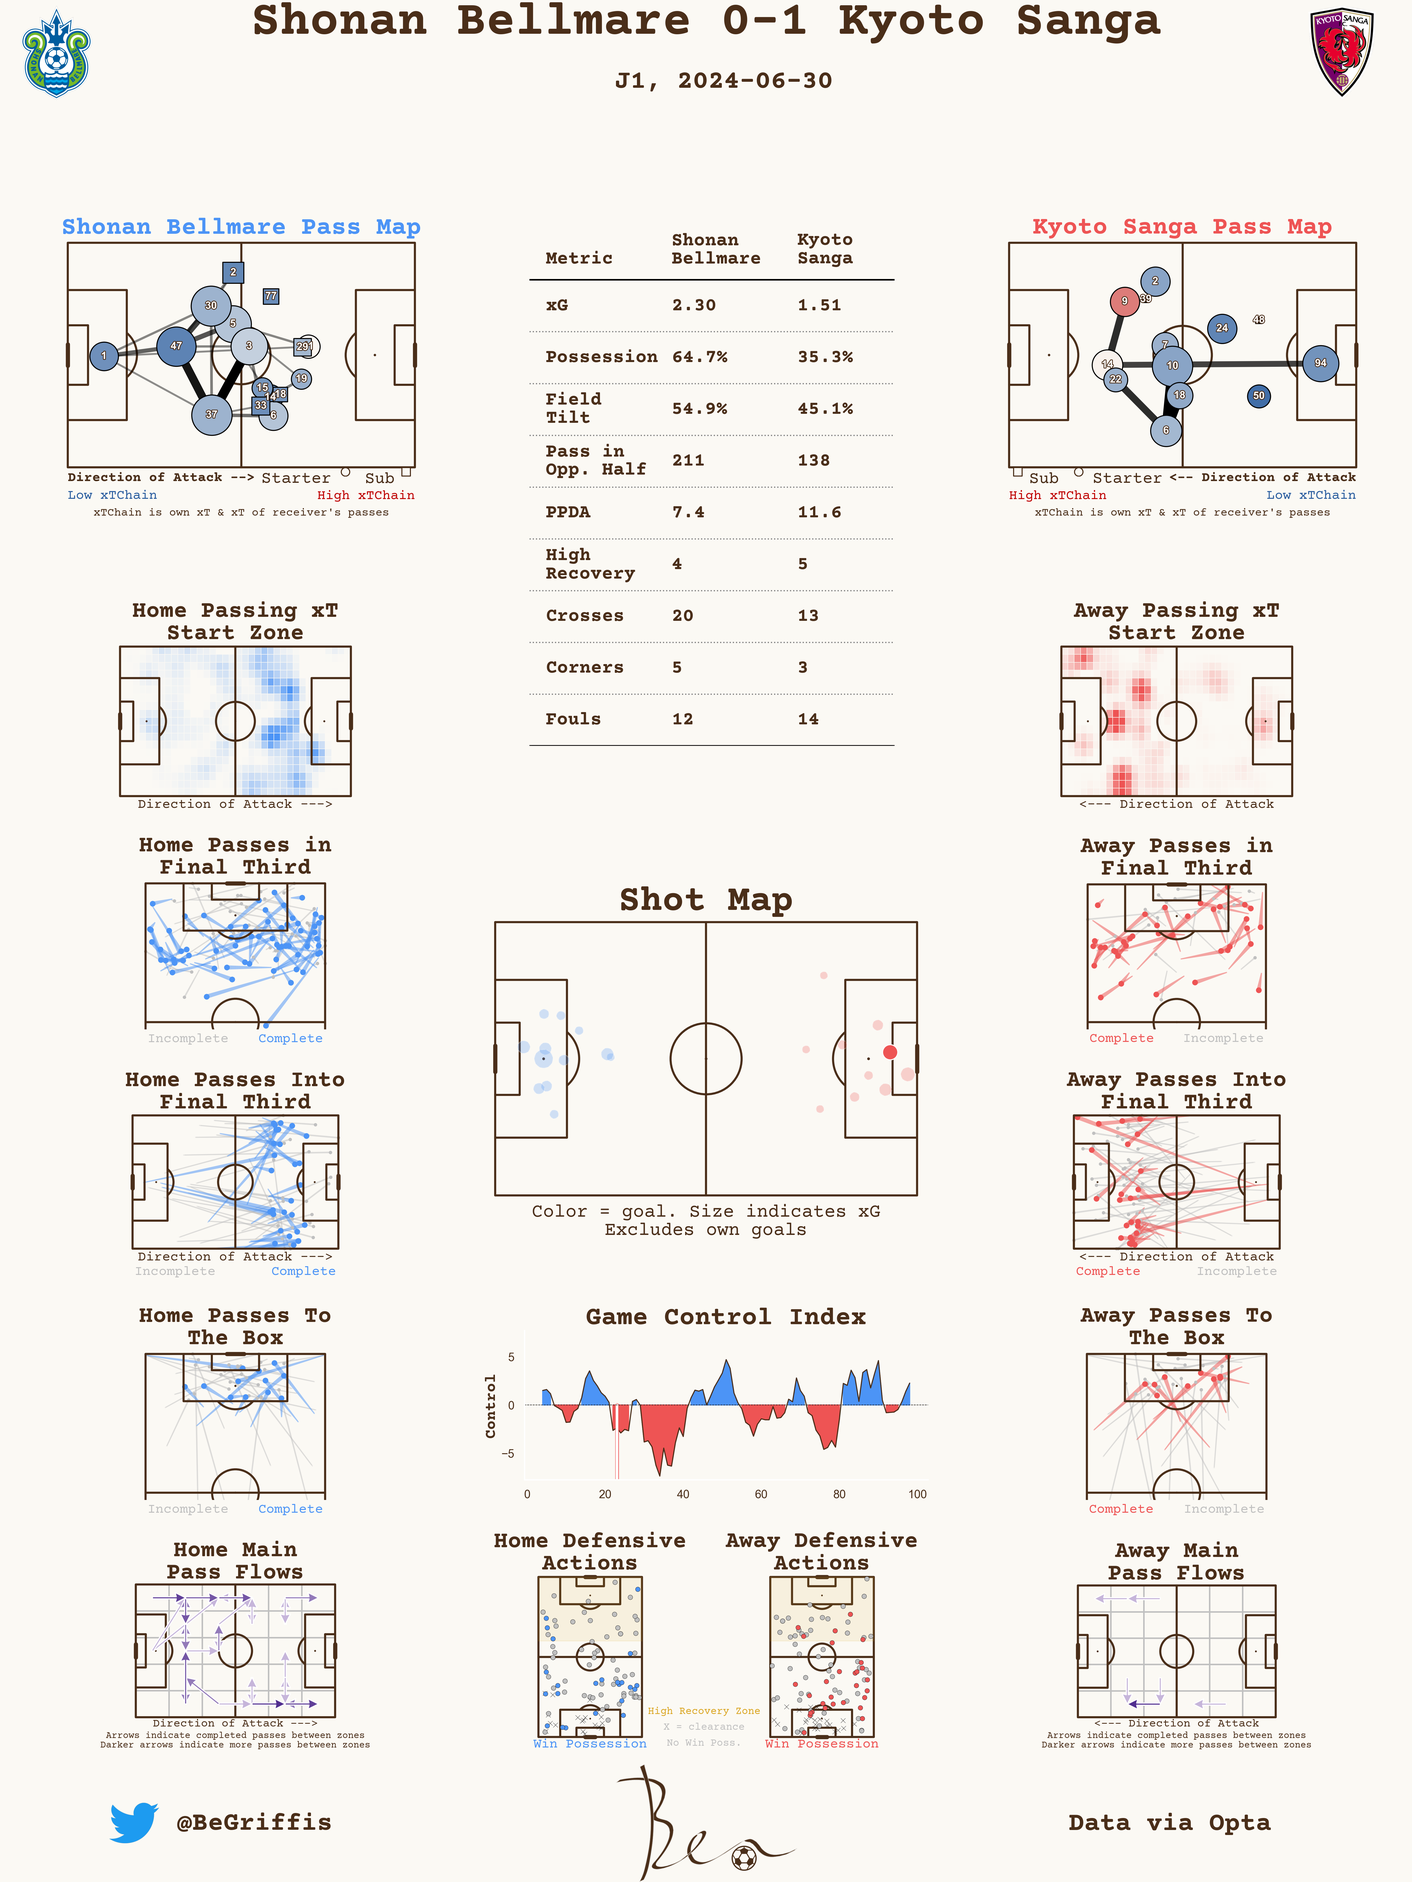 Shonan Bellmare 0-1 Kyoto Sanga
J1, 2024-06-30
SHONAN BELLMARE
KYOTO SANGA
Shonan Bellmare Pass Map
2
77
30
5
47
3
1
19
15
18
33
37
6
Direction of Attack --> Starter Sub
Low xTChain High xTChain
xTChain is own xT & xT of receiver's passes
Metric Shonan Bellmare Kyoto Sanga
xG 2.30 1.51
Possession 64.7% 35.3%
Field Tilt 54.9% 45.1%
Pass in Opp. Half 211 138
PPDA 7.4 11.6
High Recovery 4 5
Crosses 20 13
Corners 5 3
Fouls 12 14
Kyoto Sanga Pass Map
2
9
39
48
24
7
14
10
94
22
18
50
6
Sub Starter <-- Direction of Attack
High xTChain Low xTChain
xTChain is own xT & xT of receiver's passes
Home Passing xT
Start Zone
Direction of Attack --->
Away Passing xT
Start Zone
<--- Direction of Attack
Home Passes in
Final Third
Incomplete Complete
Away Passes in
Final Third
Complete Incomplete
Shot Map
Color = goal. Size indicates xG
Excludes own goals
Home Passes Into
Final Third
Direction of Attack --->
Incomplete Complete
Away Passes Into
Final Third
<--- Direction of Attack
Complete Incomplete
Home Passes To
The Box
Incomplete Complete
Game Control Index
Control
5
0
−5
0 20 40 60 80 100
Away Passes To
The Box
Complete Incomplete
Home Main
Pass Flows
Direction of Attack --->
Arrows indicate completed passes between zones
Darker arrows indicate more passes between zones
Home Defensive
Actions
Win Possession
Away Defensive
Actions
Win Possession
High Recovery Zone
X = clearance
No Win Poss.
Away Main
Pass Flows
<--- Direction of Attack
Arrows indicate completed passes between zones
Darker arrows indicate more passes between zones
@BeGriffis
Ben
Data via Opta